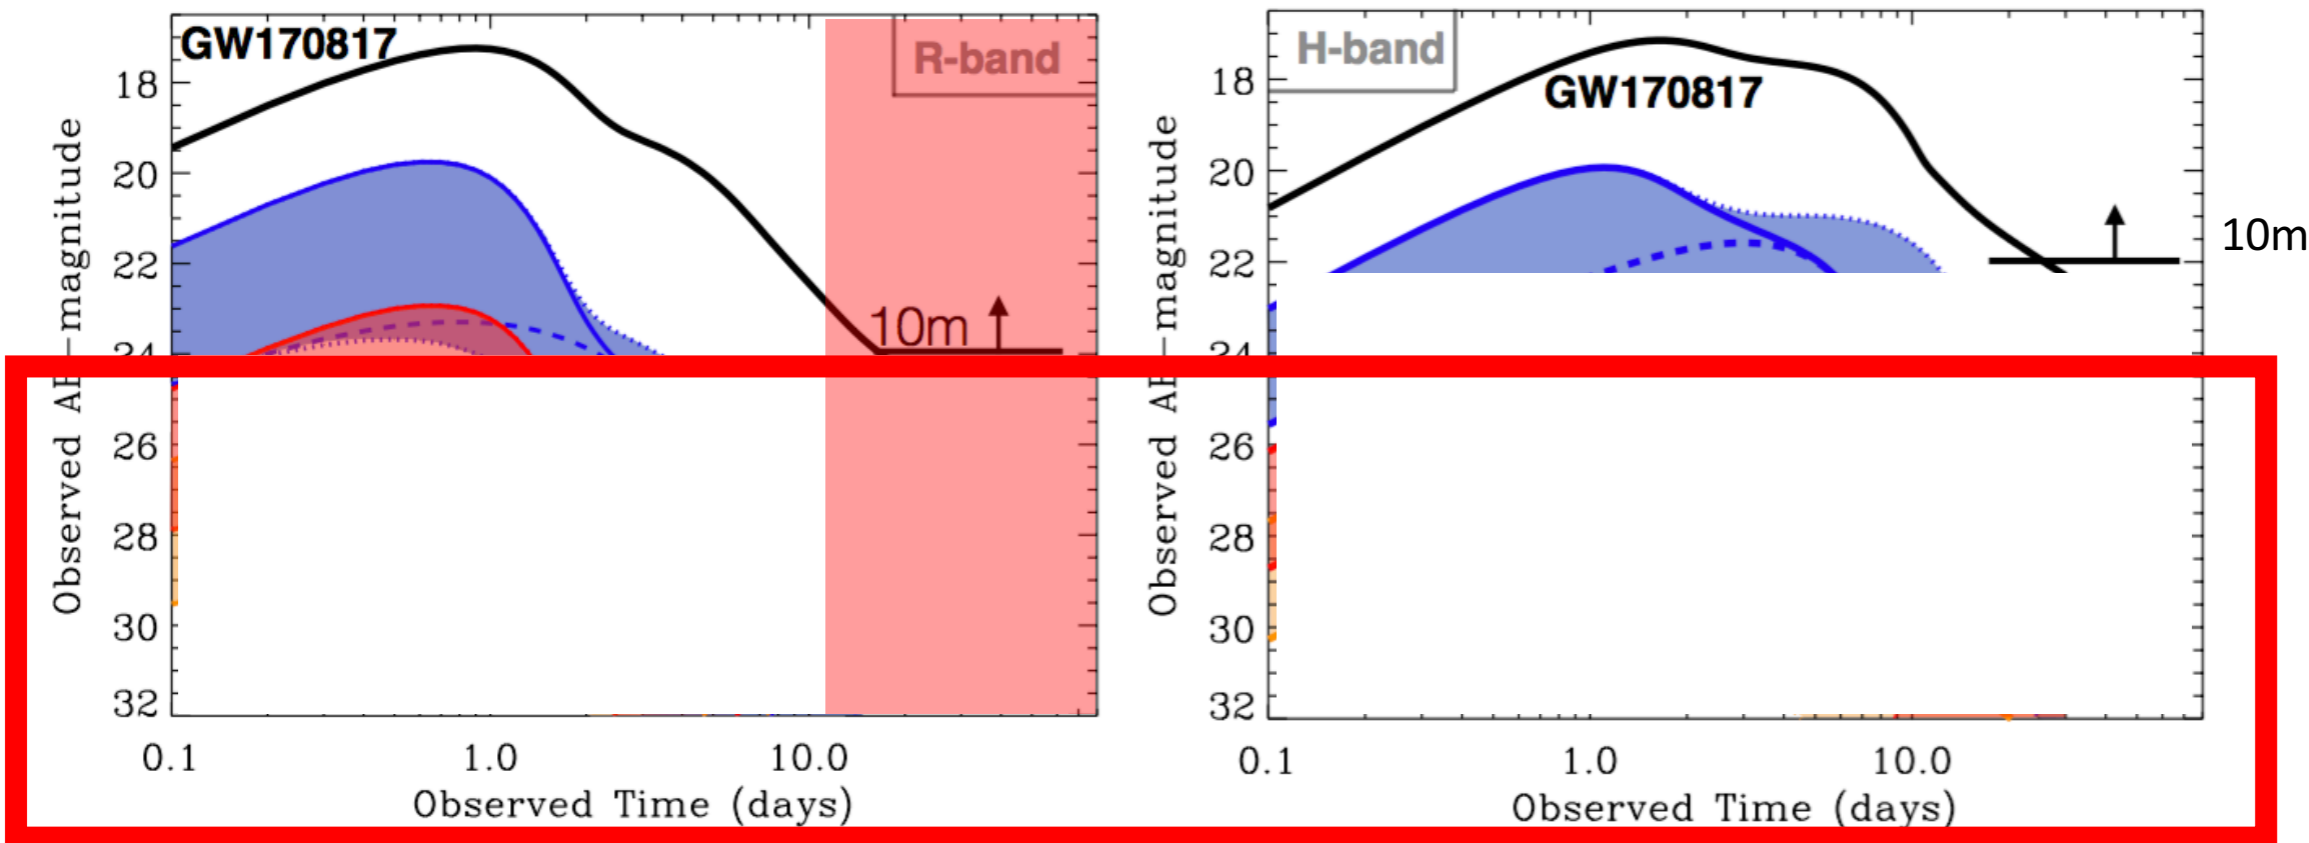 GW170817
R-band
18
20
22
24
26
28
30
32
10m
0.1 1.0 10.0
Observed Time (days)
Observed AB-magnitude
H-band
GW170817
18
20
22
24
26
28
30
32
10m
0.1 1.0 10.0
Observed Time (days)
Observed AB-magnitude